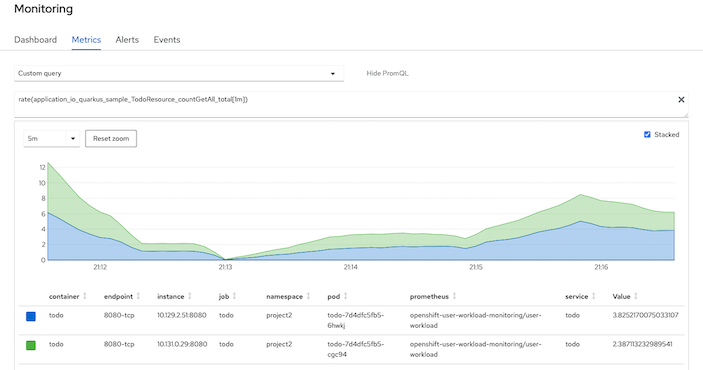 Monitoring
Dashboard Metrics Alerts Events
Custom query Hide PromQL
rate(application_io_quarkus_sample_TodoResource_countGetAll_total[1m])
5m Reset zoom Stacked
12
10
8
6
4
2
0
21:12 21:13 21:14 21:15 21:16
container endpoint instance job namespace pod prometheus service Value
todo 8080-tcp 10.129.2.51:8080 todo project2 todo-7d4dfc5fb5- openshift-user-workload-monitoring/user- todo 3.8252170075033107
6hwkj workload
todo 8080-tcp 10.131.0.29:8080 todo project2 todo-7d4dfc5fb5- openshift-user-workload-monitoring/user- todo 2.387113232989541
cgc94 workload